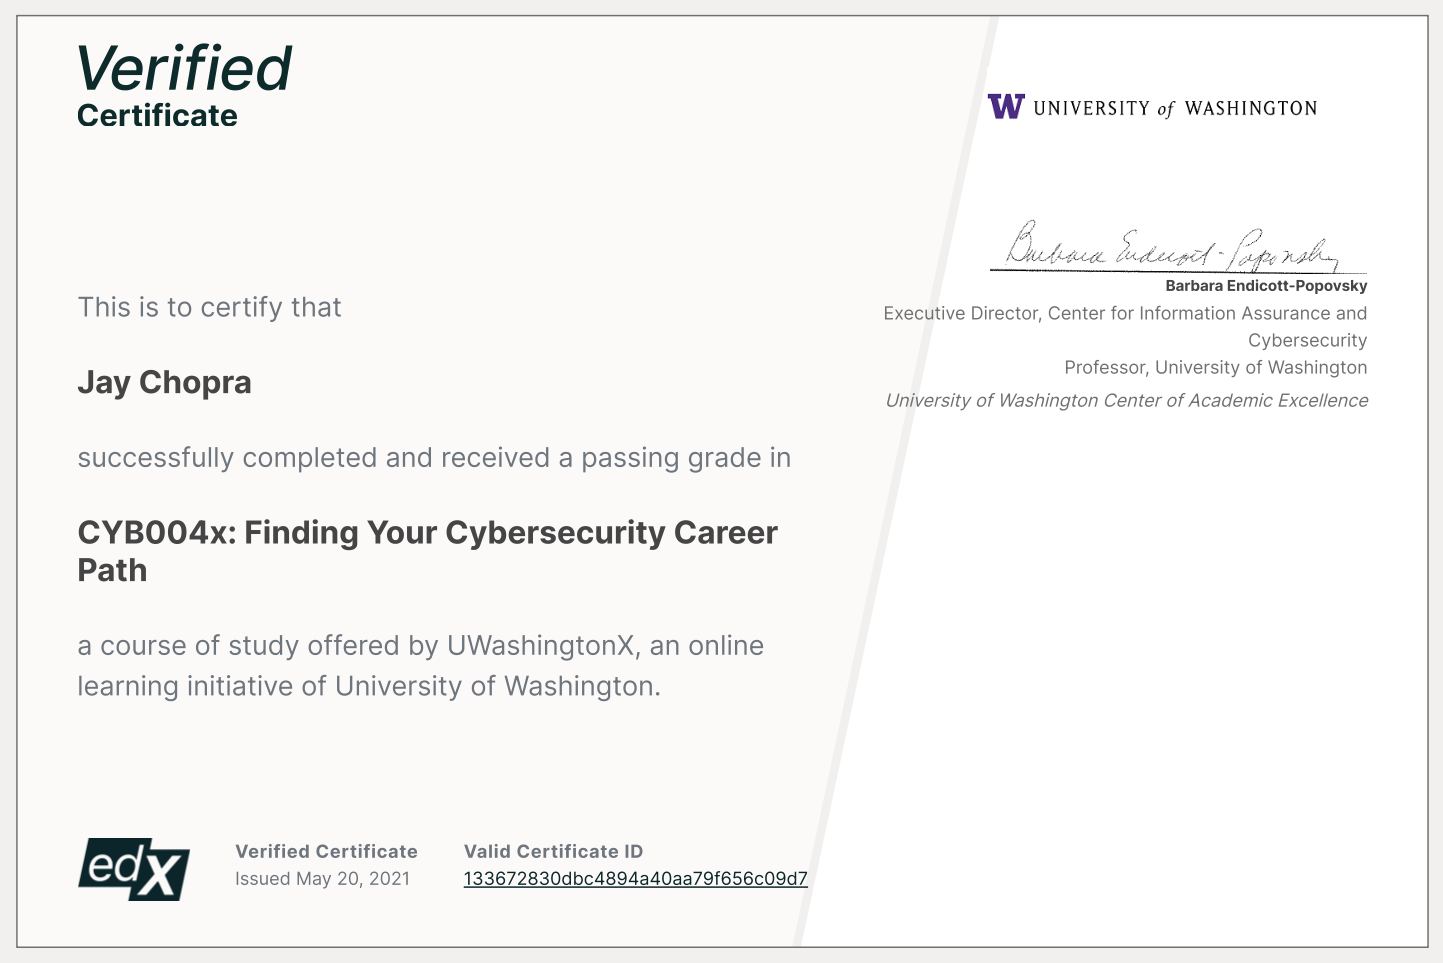 Verified
Certificate
W UNIVERSITY of WASHINGTON
Barbara Endicott-Popovsky
Barbara Endicott-Popovsky
Executive Director, Center for Information Assurance and
Cybersecurity
Professor, University of Washington
University of Washington Center of Academic Excellence
This is to certify that
Jay Chopra
successfully completed and received a passing grade in
CYB004x: Finding Your Cybersecurity Career
Path
a course of study offered by UWashingtonX, an online
learning initiative of University of Washington.
edX
Verified Certificate
Issued May 20, 2021
Valid Certificate ID
133672830dbc4894a40aa79f656c09d7